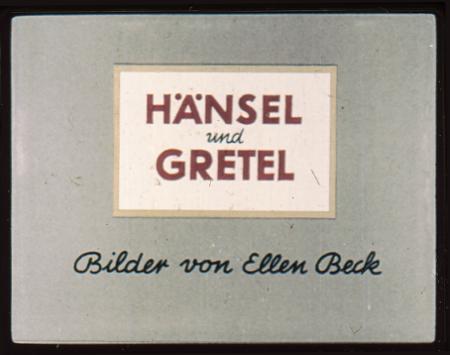 HÄNSEL
und
GRETEL
Bilder von Ellen Beck